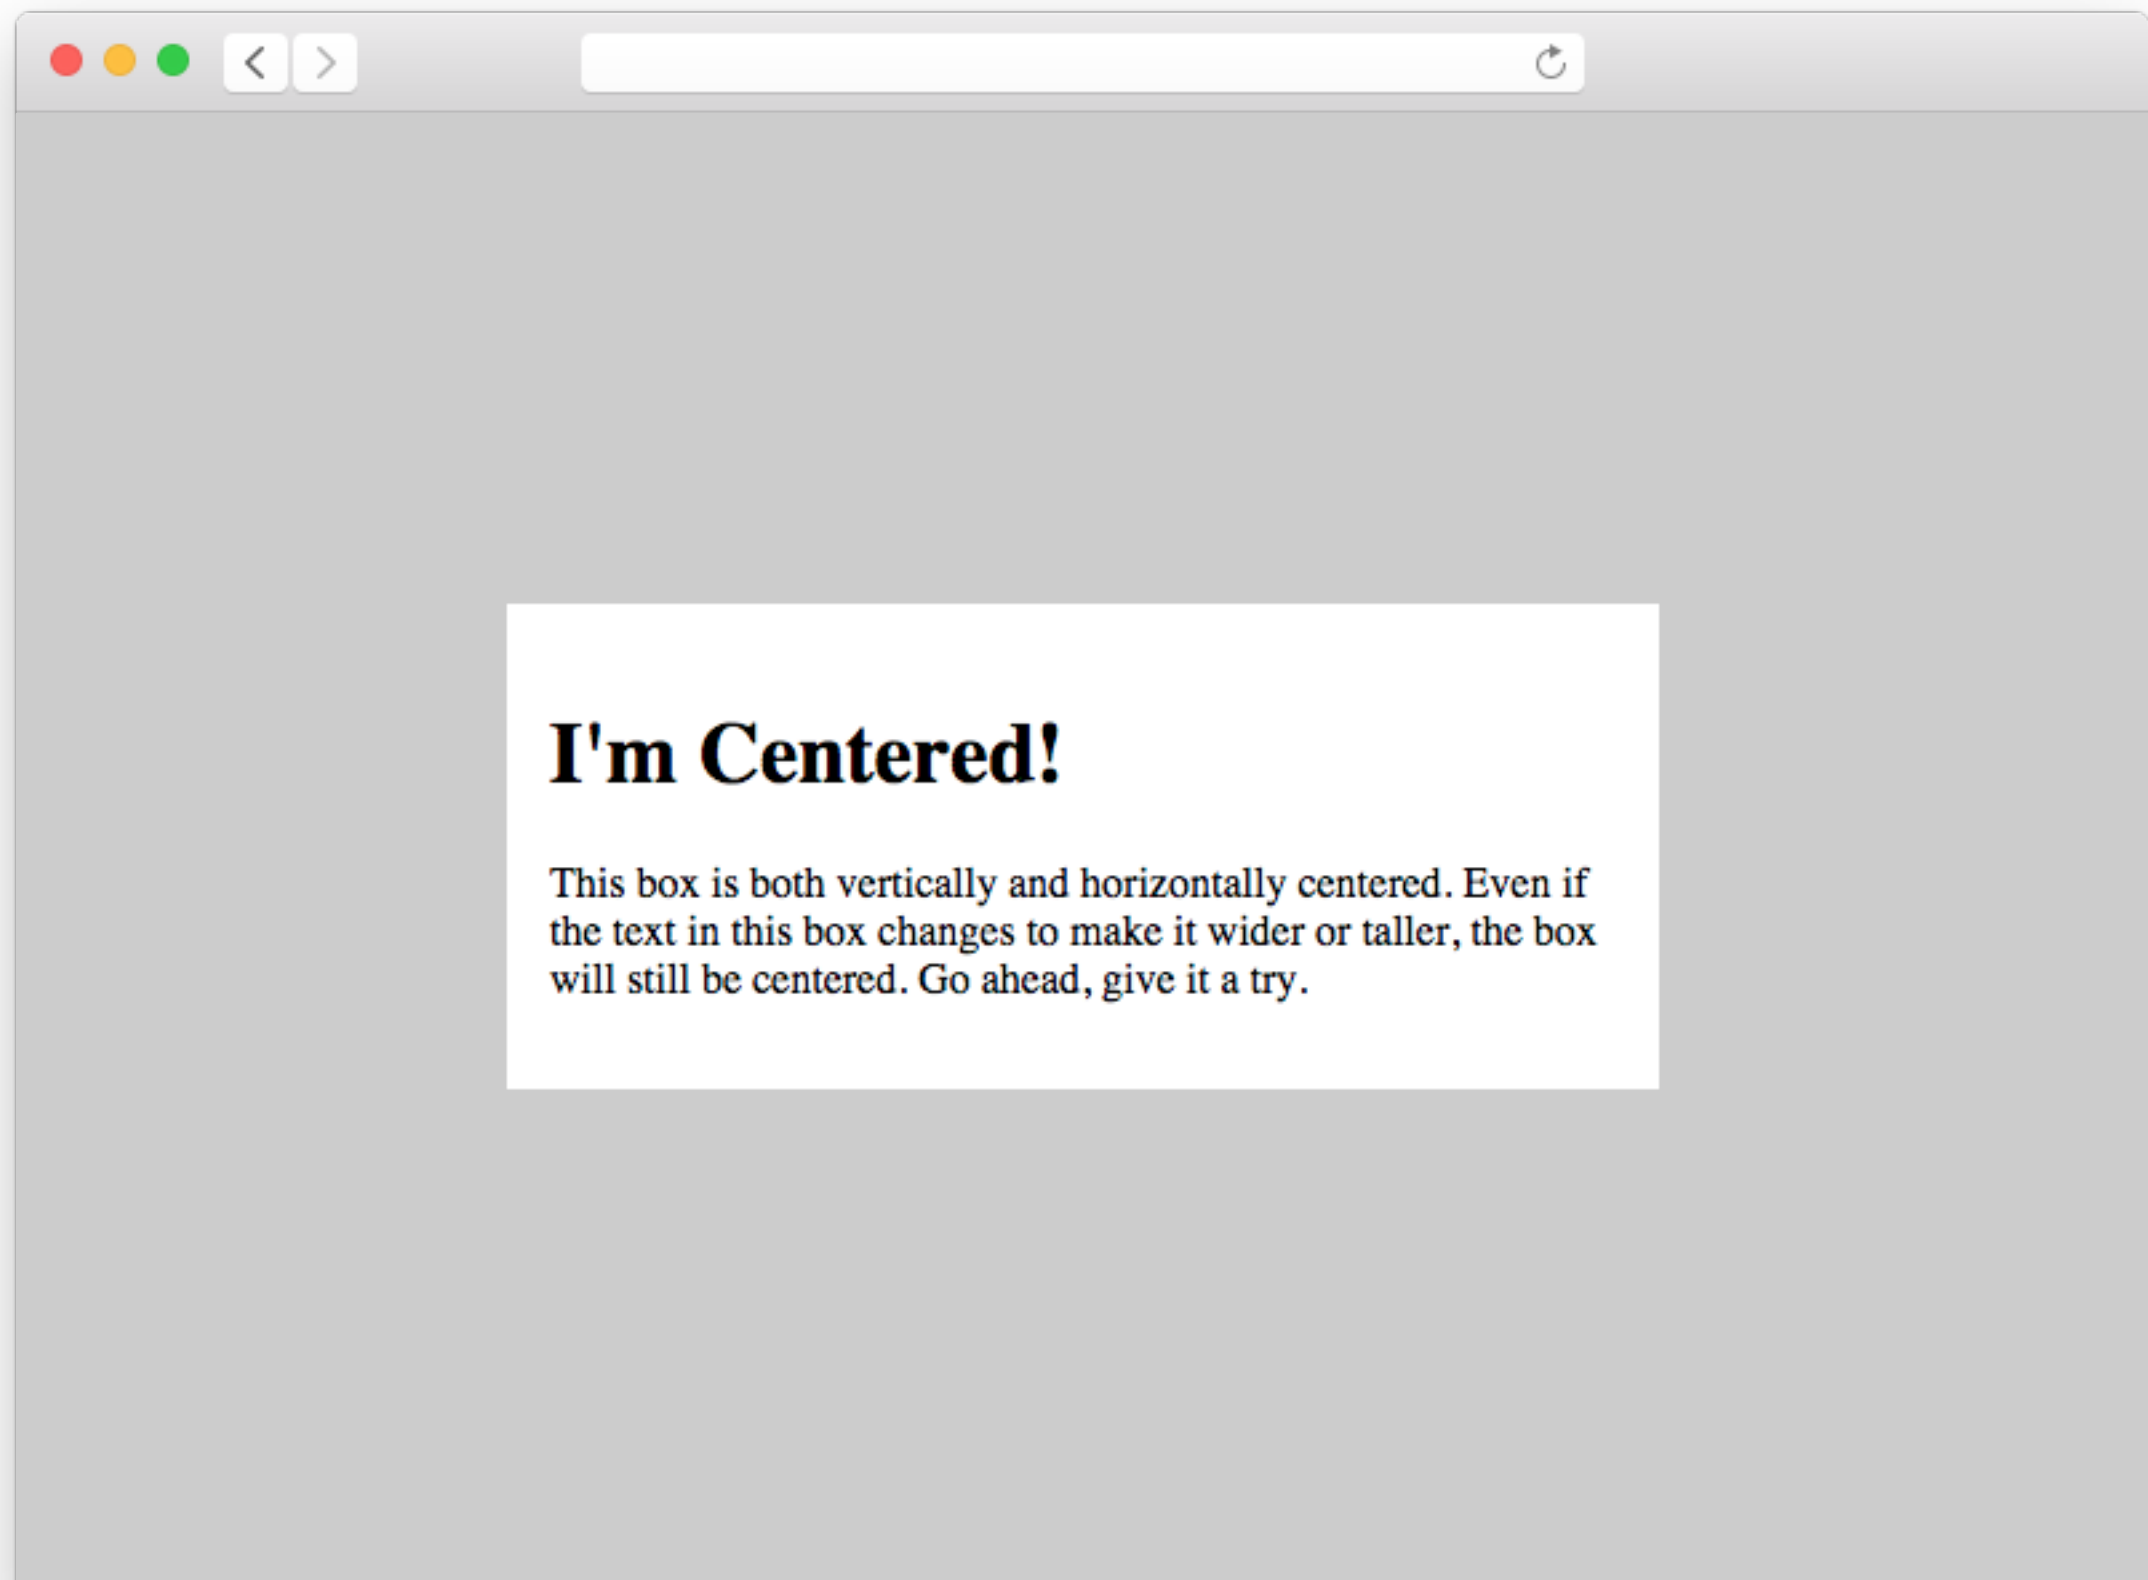 I'm Centered!
This box is both vertically and horizontally centered. Even if
the text in this box changes to make it wider or taller, the box
will still be centered. Go ahead, give it a try.